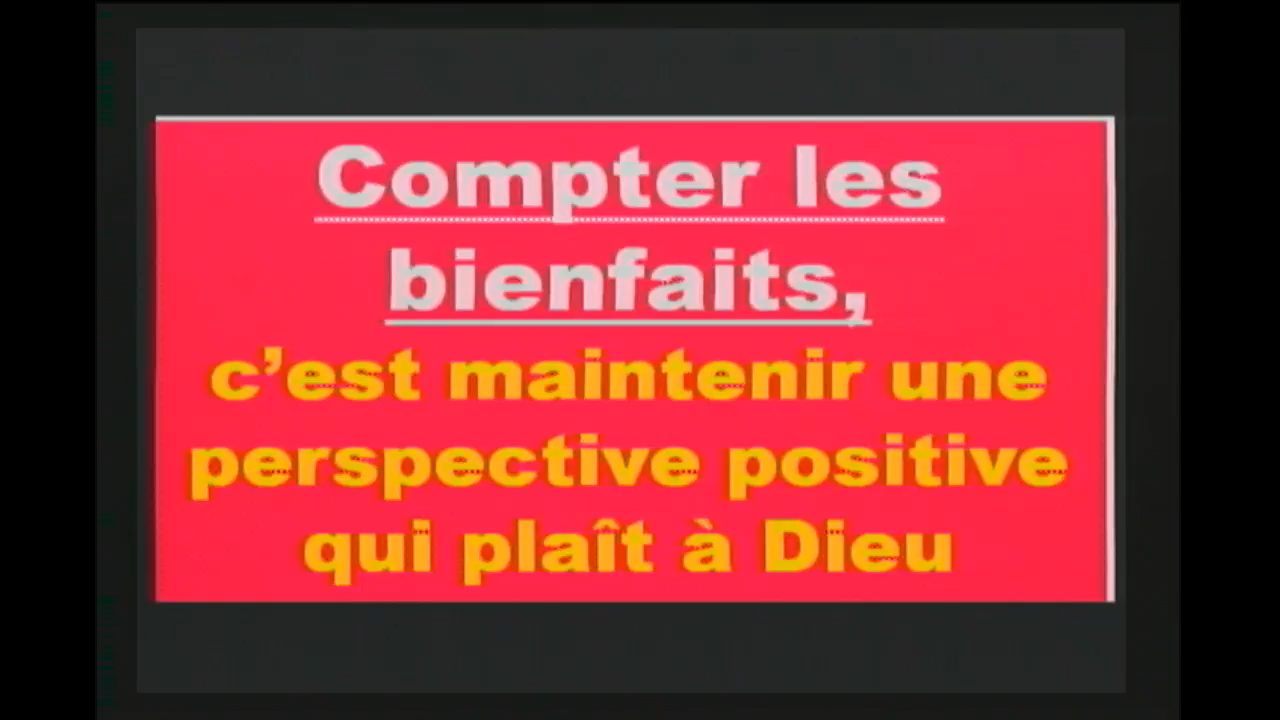 Compter les
bienfaits,
c’est maintenir une
perspective positive
qui plaît à Dieu